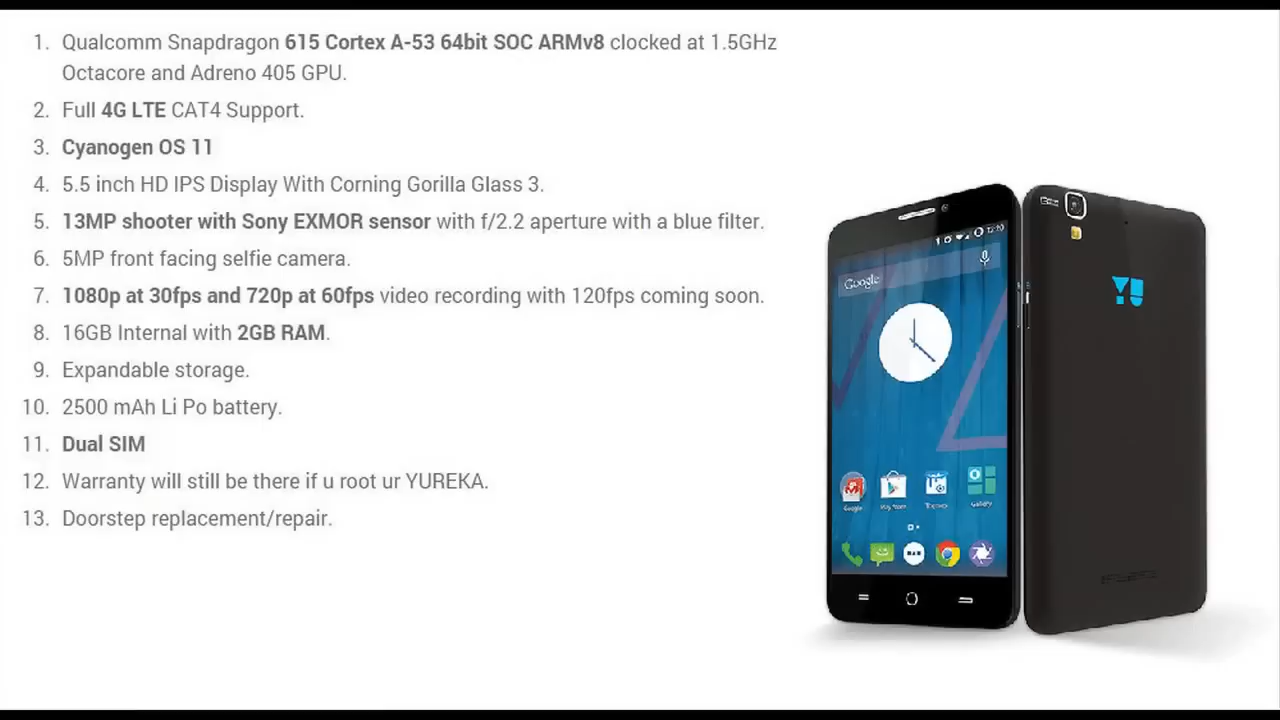 1. Qualcomm Snapdragon 615 Cortex A-53 64bit SOC ARMv8 clocked at 1.5GHz
Octacore and Adreno 405 GPU.
2. Full 4G LTE CAT4 Support.
3. Cyanogen OS 11
4. 5.5 inch HD IPS Display With Corning Gorilla Glass 3.
5. 13MP shooter with Sony EXMOR sensor with f/2.2 aperture with a blue filter.
6. 5MP front facing selfie camera.
7. 1080p at 30fps and 720p at 60fps video recording with 120fps coming soon.
8. 16GB Internal with 2GB RAM.
9. Expandable storage.
10. 2500 mAh Li Po battery.
11. Dual SIM
12. Warranty will still be there if u root ur YUREKA.
13. Doorstep replacement/repair.
Google
Google
Play Store
Gallery
YU